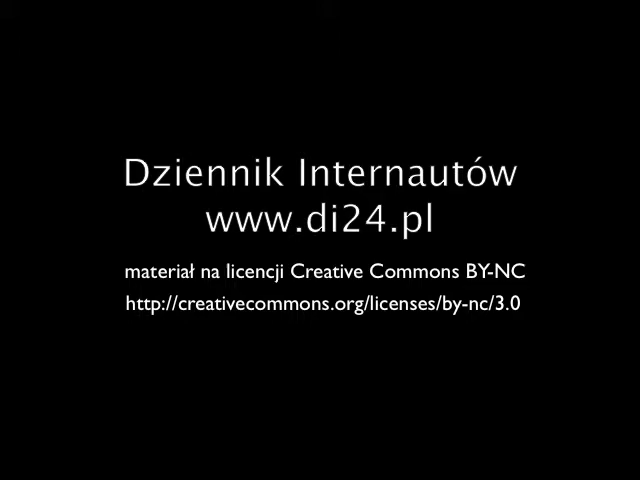 Dziennik Internautów
www.di24.pl
materiał na licencji Creative Commons BY-NC
http://creativecommons.org/licenses/by-nc/3.0